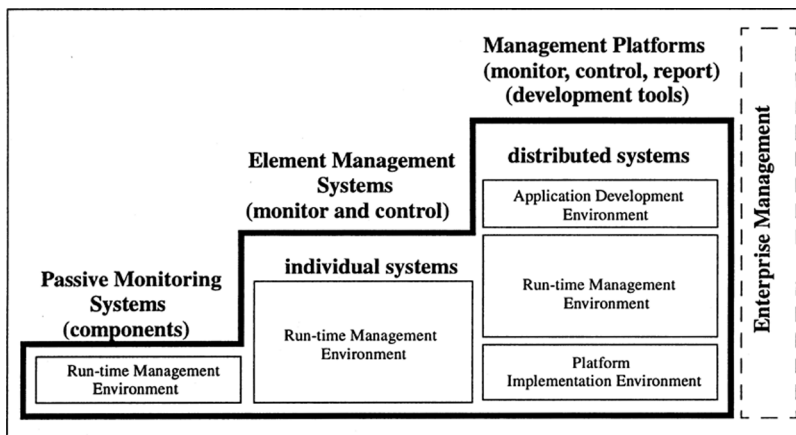 Management Platforms
(monitor, control, report)
(development tools)
Element Management
Systems
(monitor and control)
distributed systems
Application Development
Environment
Passive Monitoring
Systems
(components)
individual systems
Run-time Management
Environment
Run-time Management
Environment
Run-time Management
Environment
Platform
Implementation Environment
Enterprise Management